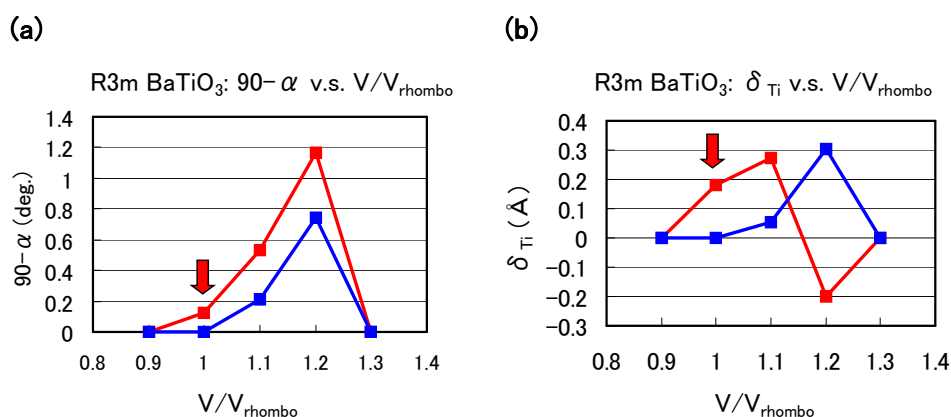 (a)
R3m BaTiO₃: 90-α v.s. V/Vrhombo
90-α (deg.)
1.4
1.2
1
0.8
0.6
0.4
0.2
0
0.8 0.9 1 1.1 1.2 1.3 1.4
V/Vrhombo
(b)
R3m BaTiO₃: δTi v.s. V/Vrhombo
δTi (Å)
0.4
0.3
0.2
0.1
0
-0.1
-0.2
-0.3
0.8 0.9 1 1.1 1.2 1.3 1.4
V/Vrhombo